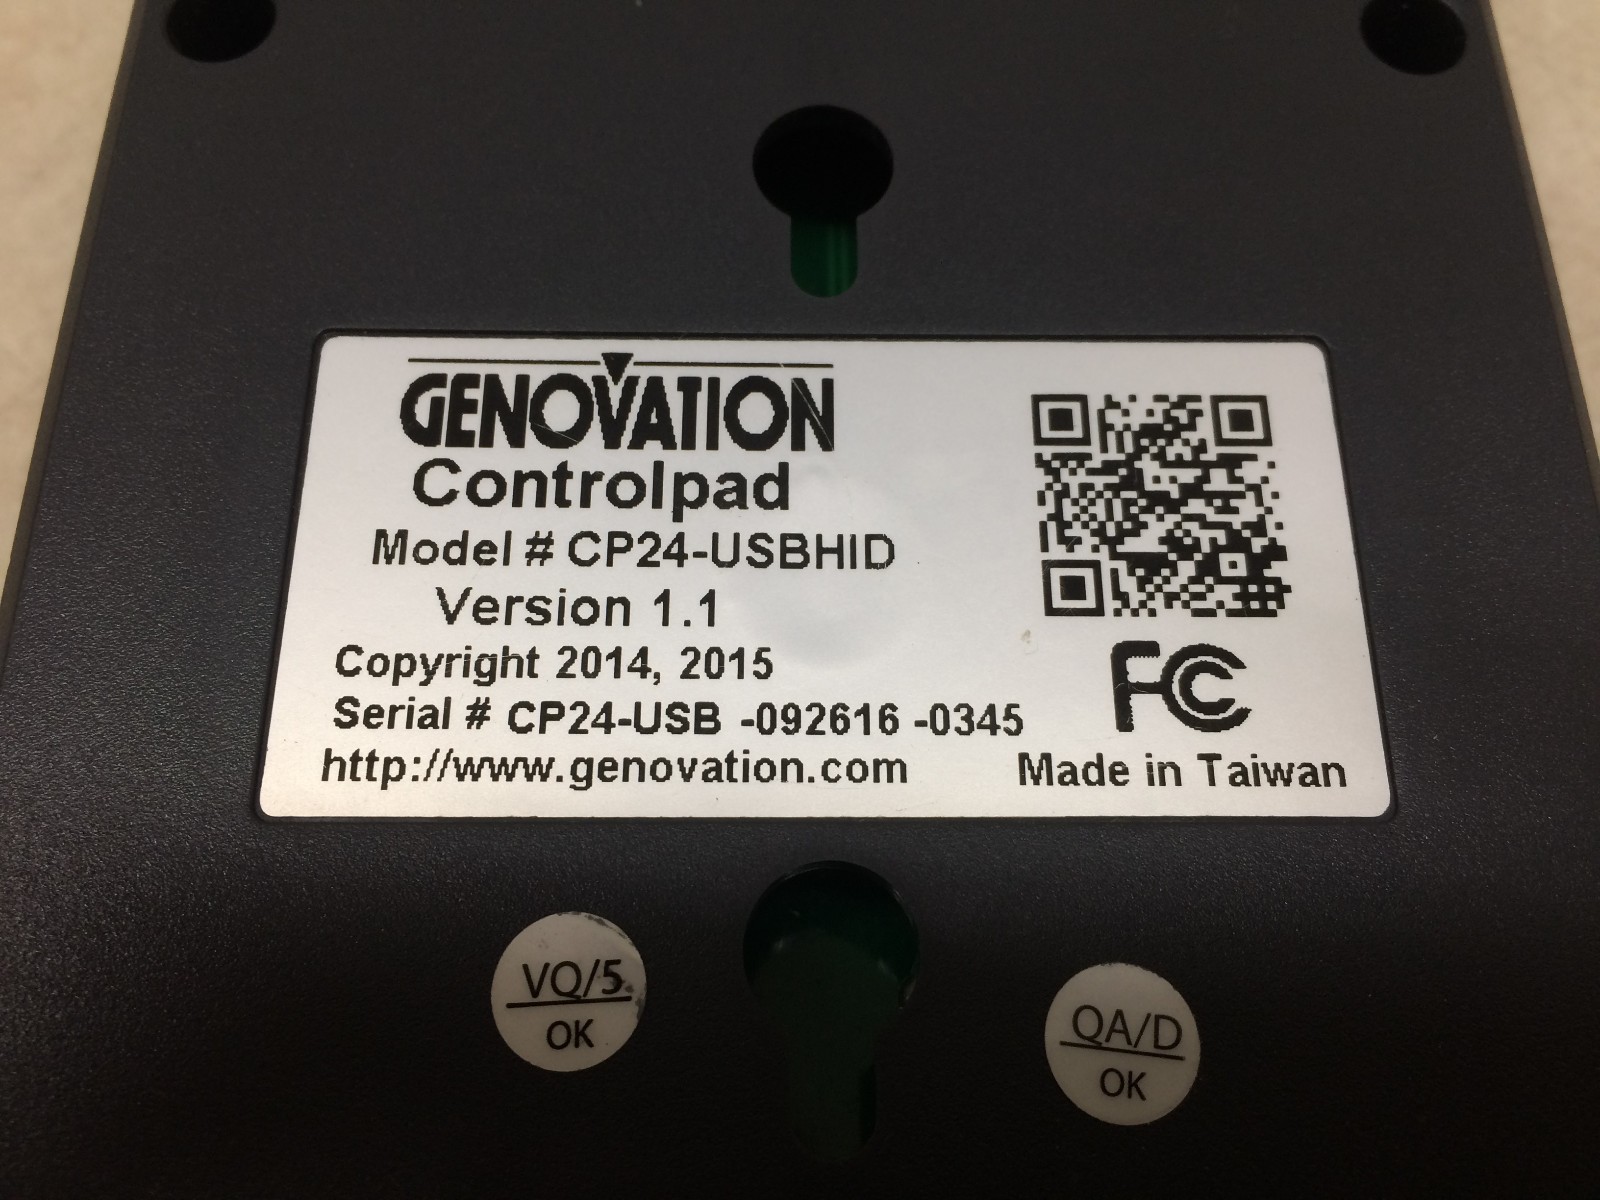 GENOVATION
Controlpad
Model # CP24-USBHID
Version 1.1
Copyright 2014, 2015
Serial # CP24-USB -092616 -0345
http://www.genovation.com
FC
Made in Taiwan
VQ/5
OK
QA/D
OK